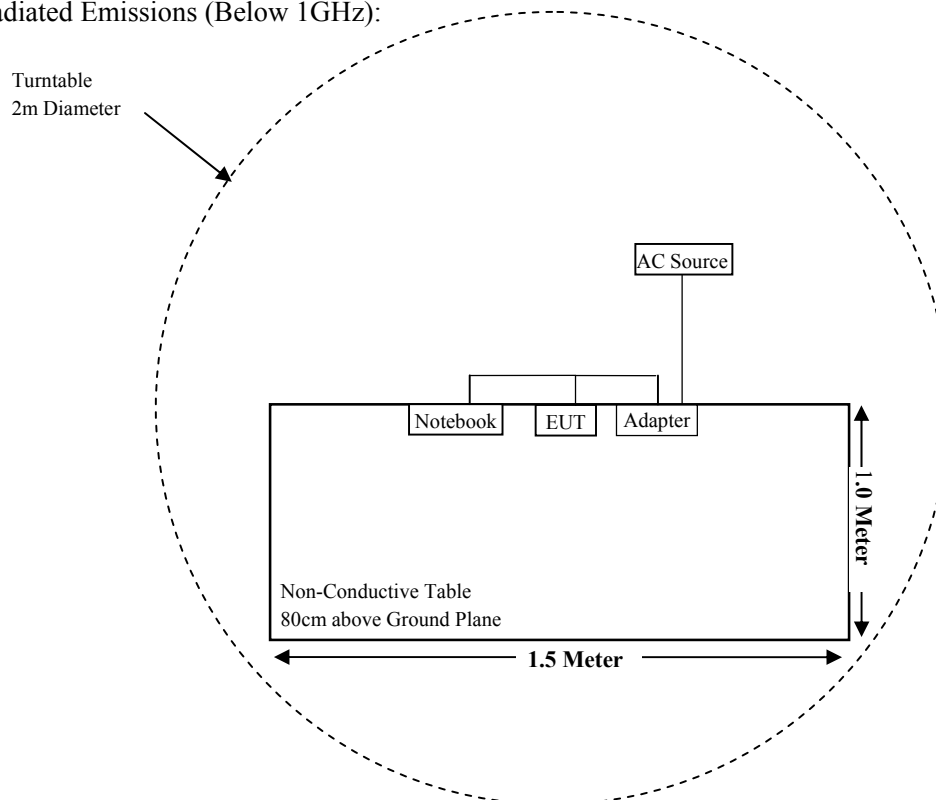 adiated Emissions (Below 1GHz):
Turntable
2m Diameter
AC Source
Notebook
EUT
Adapter
1.0 Meter
Non-Conductive Table
80cm above Ground Plane
1.5 Meter